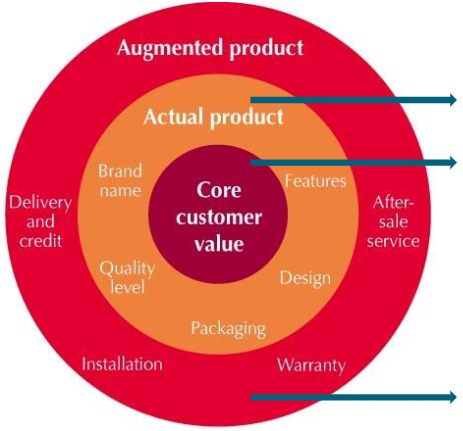 Augmented product
Actual product
Brand
name
Features
Core
customer
value
Delivery
and
credit
After-
sale
service
Quality
level
Design
Packaging
Installation
Warranty